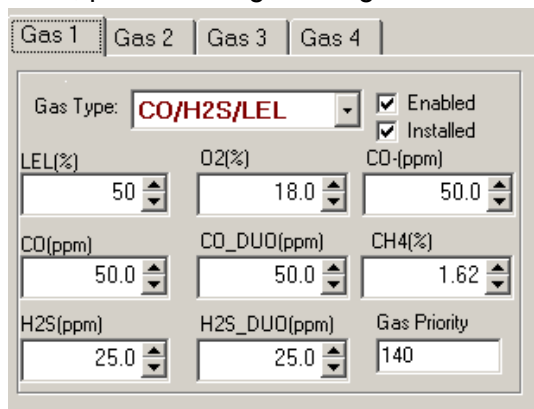 Gas 1 Gas 2 Gas 3 Gas 4
Gas Type: CO/H2S/LEL Enabled
Installed
LEL(%) O2(%) CO-(ppm)
50 18.0 50.0
CO(ppm) CO_DUO(ppm) CH4(%)
50.0 50.0 1.62
H2S(ppm) H2S_DUO(ppm) Gas Priority
25.0 25.0 140